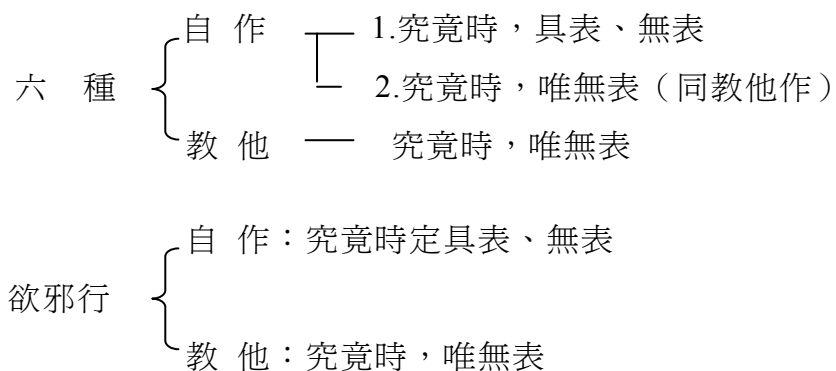 自 作 1.究竟時，具表、無表
六 種 2.究竟時，唯無表（同教他作）
教 他 究竟時，唯無表
自 作：究竟時定具表、無表
欲邪行
教 他：究竟時，唯無表